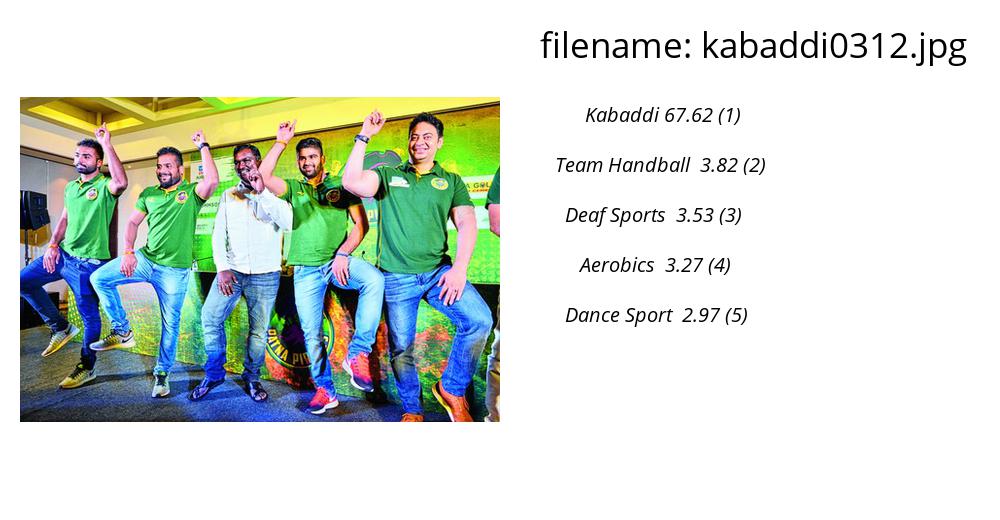 filename: kabaddi0312.jpg
Kabaddi 67.62 (1)
Team Handball 3.82 (2)
Deaf Sports 3.53 (3)
Aerobics 3.27 (4)
Dance Sport 2.97 (5)